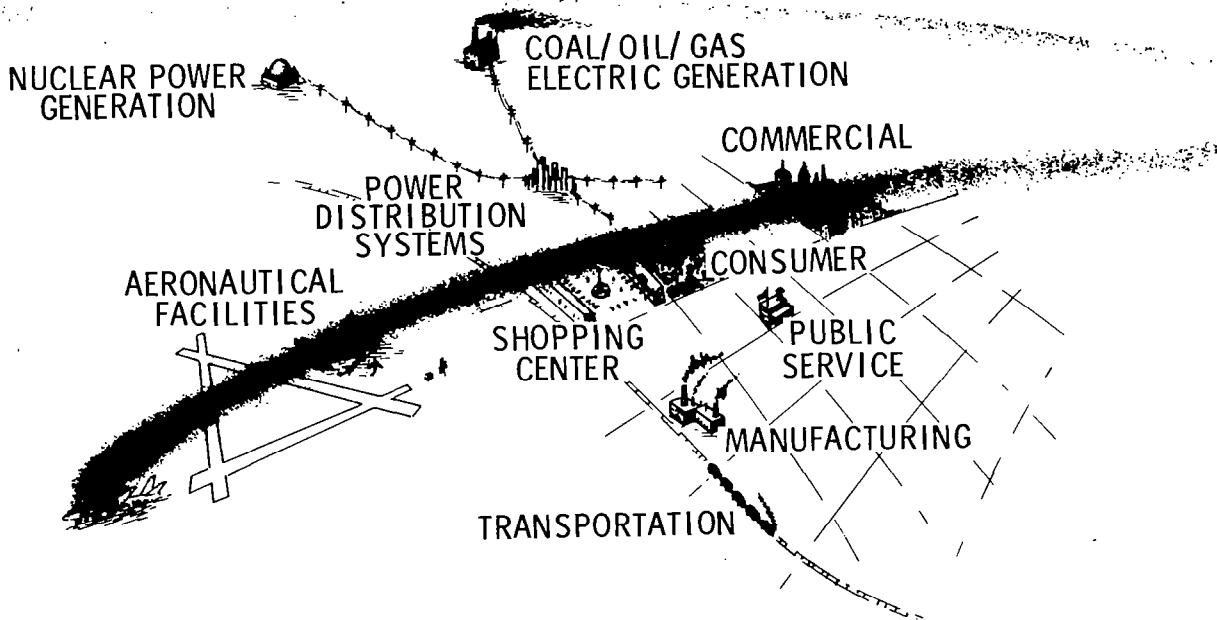 NUCLEAR POWER
GENERATION
COAL/OIL/GAS
ELECTRIC GENERATION
COMMERCIAL
POWER
DISTRIBUTION
SYSTEMS
CONSUMER
AERONAUTICAL
FACILITIES
SHOPPING
CENTER
PUBLIC
SERVICE
MANUFACTURING
TRANSPORTATION